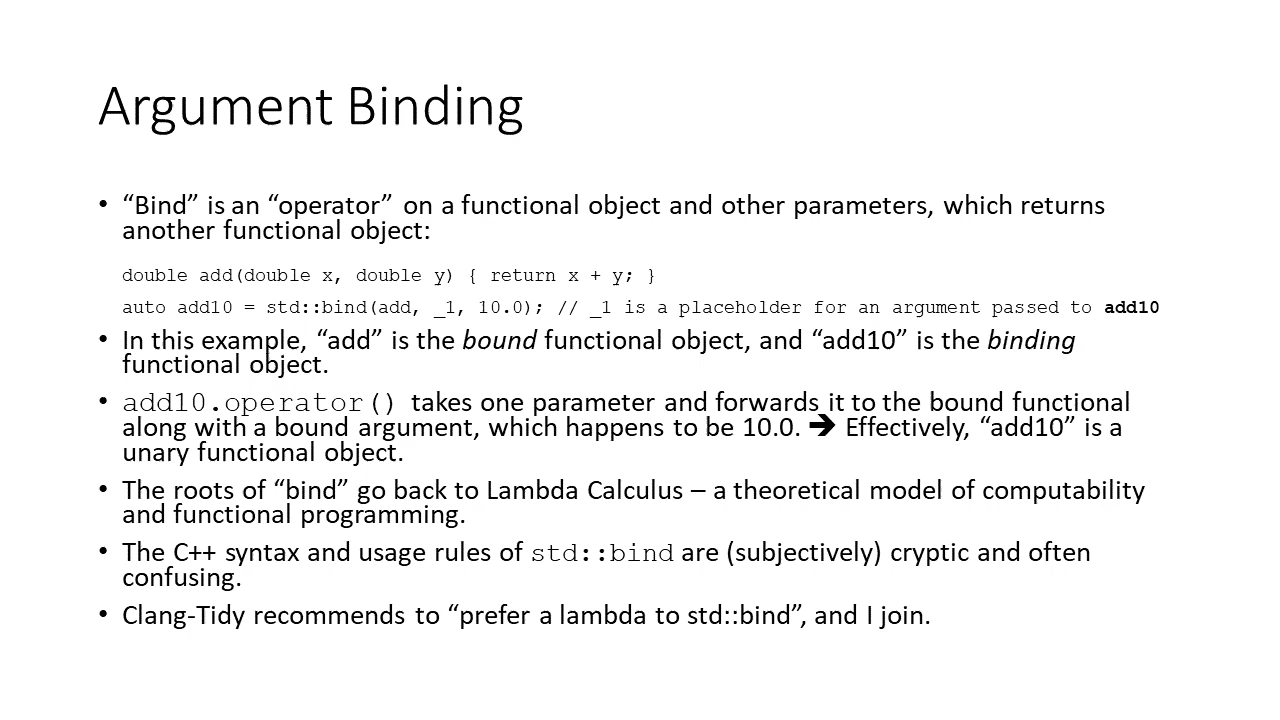 Argument Binding
• “Bind” is an “operator” on a functional object and other parameters, which returns
another functional object:
double add(double x, double y) { return x + y; }
auto add10 = std::bind(add, _1, 10.0); // _1 is a placeholder for an argument passed to add10
• In this example, “add” is the bound functional object, and “add10” is the binding
functional object.
• add10.operator() takes one parameter and forwards it to the bound functional
along with a bound argument, which happens to be 10.0. ➔ Effectively, “add10” is a
unary functional object.
• The roots of “bind” go back to Lambda Calculus – a theoretical model of computability
and functional programming.
• The C++ syntax and usage rules of std::bind are (subjectively) cryptic and often
confusing.
• Clang-Tidy recommends to “prefer a lambda to std::bind”, and I join.